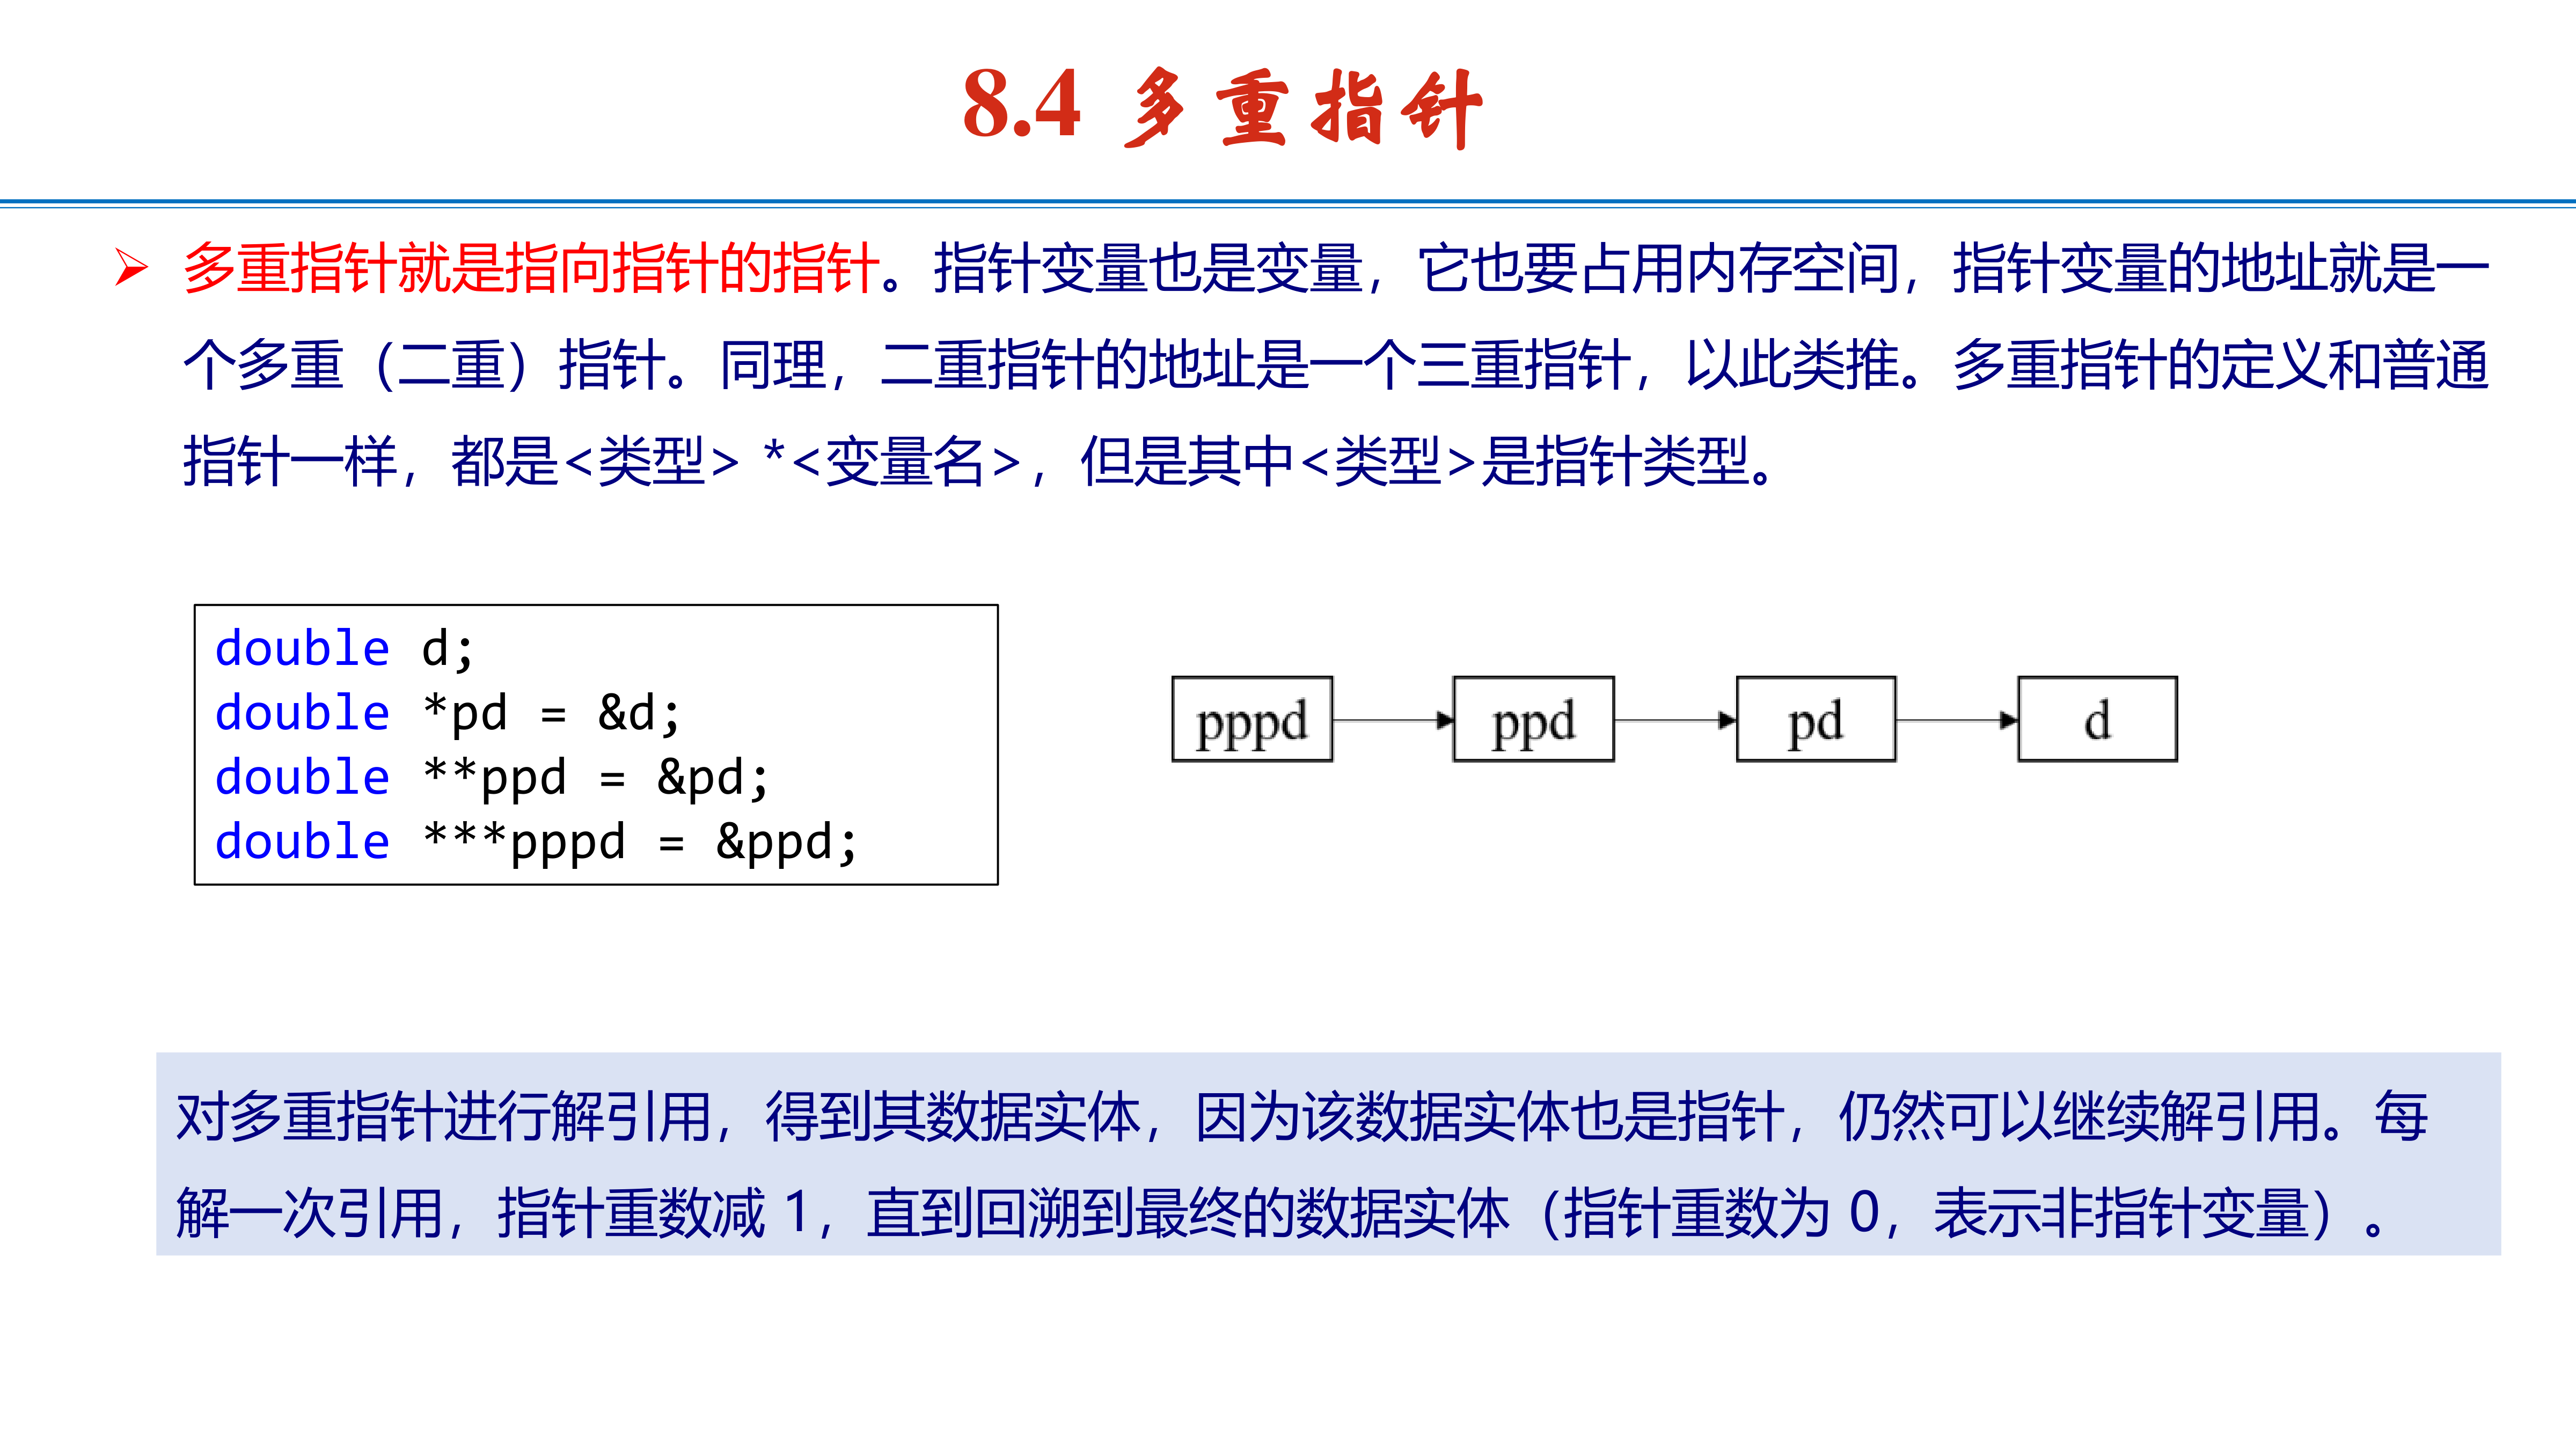 8.4 多重指针
多重指针就是指向指针的指针。指针变量也是变量，它也要占用内存空间，指针变量的地址就是一
个多重（二重）指针。同理，二重指针的地址是一个三重指针，以此类推。多重指针的定义和普通
指针一样，都是<类型> *<变量名>，但是其中<类型>是指针类型。
double d;
double *pd = &d;
double **ppd = &pd;
double ***pppd = &ppd;
pppd ppd pd d
对多重指针进行解引用，得到其数据实体，因为该数据实体也是指针，仍然可以继续解引用。每
解一次引用，指针重数减 1，直到回溯到最终的数据实体（指针重数为 0，表示非指针变量）。